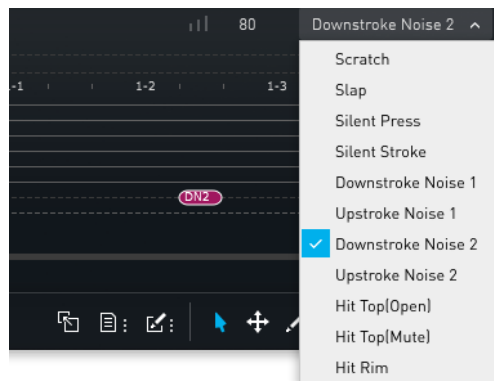 80
Downstroke Noise 2
Scratch
Slap
-1
1-2
1-3
Silent Press
Silent Stroke
Downstroke Noise 1
DN2
Upstroke Noise 1
Downstroke Noise 2
Upstroke Noise 2
Hit Top(Open)
Hit Top(Mute)
Hit Rim